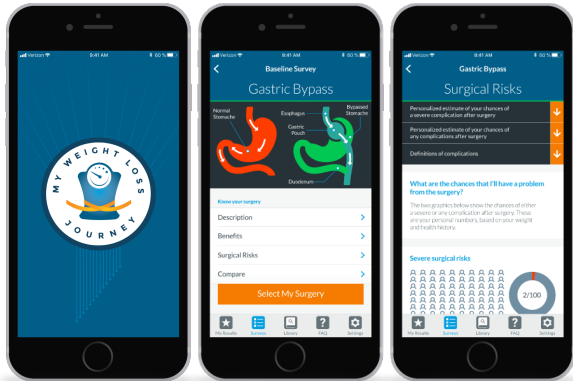 Verizon
9:41 AM
60%
MY WEIGHT LOSS
JOURNEY
Verizon
9:41 AM
60%
Baseline Survey
Gastric Bypass
Normal
Stomache
Esophagus
Gastric
Pouch
Bypassed
Stomache
Duodenum
Know your surgery
Description
Benefits
Surgical Risks
Compare
Select My Surgery
My Results
Surveys
Library
FAQ
Settings
Verizon
9:41 AM
60%
Gastric Bypass
Surgical Risks
Personalized estimate of your chances of
a severe complication after surgery
Personalized estimate of your chances of
any complications after surgery
Definitions of complications
What are the chances that I'll have a problem
from the surgery?
The two graphics below show the chances of either
a severe or any complication after surgery. These
are your personal numbers, based on your weight
and health history.
Severe surgical risks
2/100
My Results
Surveys
Library
FAQ
Settings